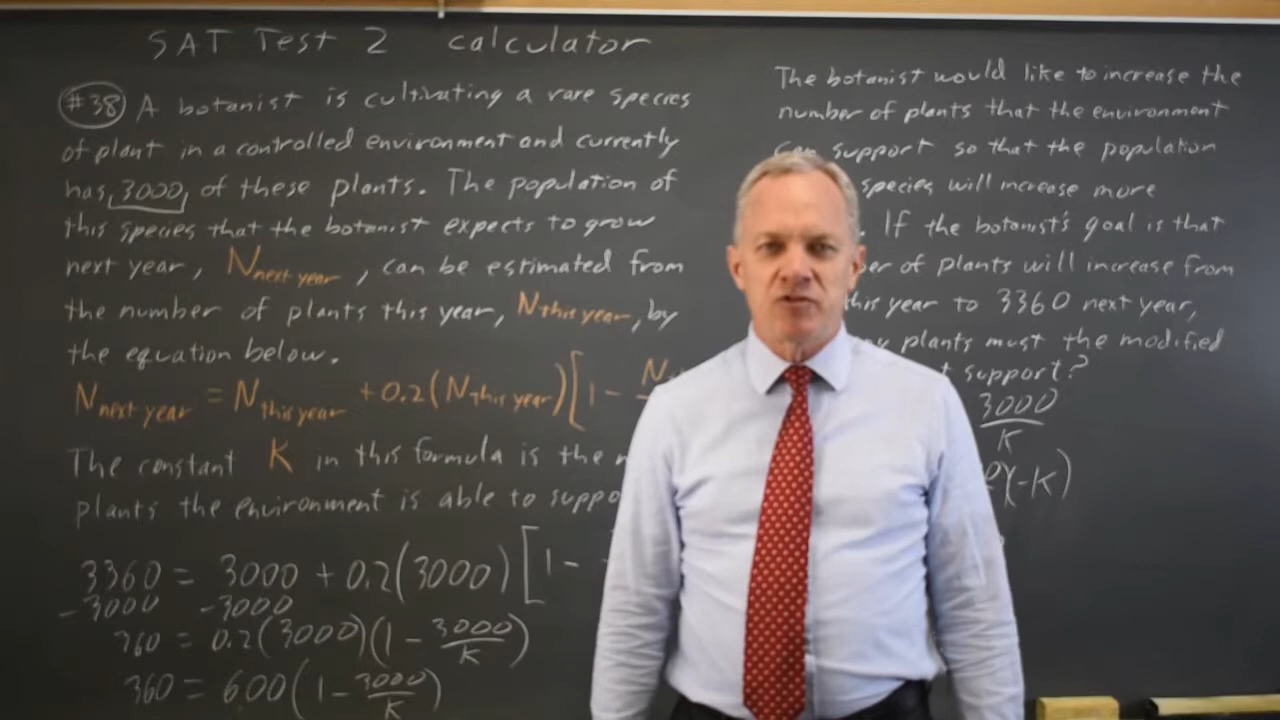 SAT Test 2 calculator
#38 A botanist is cultivating a rare species
of plant in a controlled environment and currently
has 3000 of these plants. The population of
this species that the botanist expects to grow
next year, Nnext year, can be estimated from
the number of plants this year, Nthis year, by
the equation below.
Nnext year = Nthis year + 0.2(Nthis year)[1 -
The constant K in this formula is the
plants the environment is able to
3360 = 3000 + 0.2(3000)[1 -
-3000 -3000
360 = 0.2(3000)(1 - 3000/K)
360 = 600(1 - 3000/K)
The botanist would like to increase the
number of plants that the environment
can support so that the population
species will increase more
If the botanist's goal is that
of plants will increase from
this year to 3360 next year,
plants must the modified
support?
3000/K
(-K)